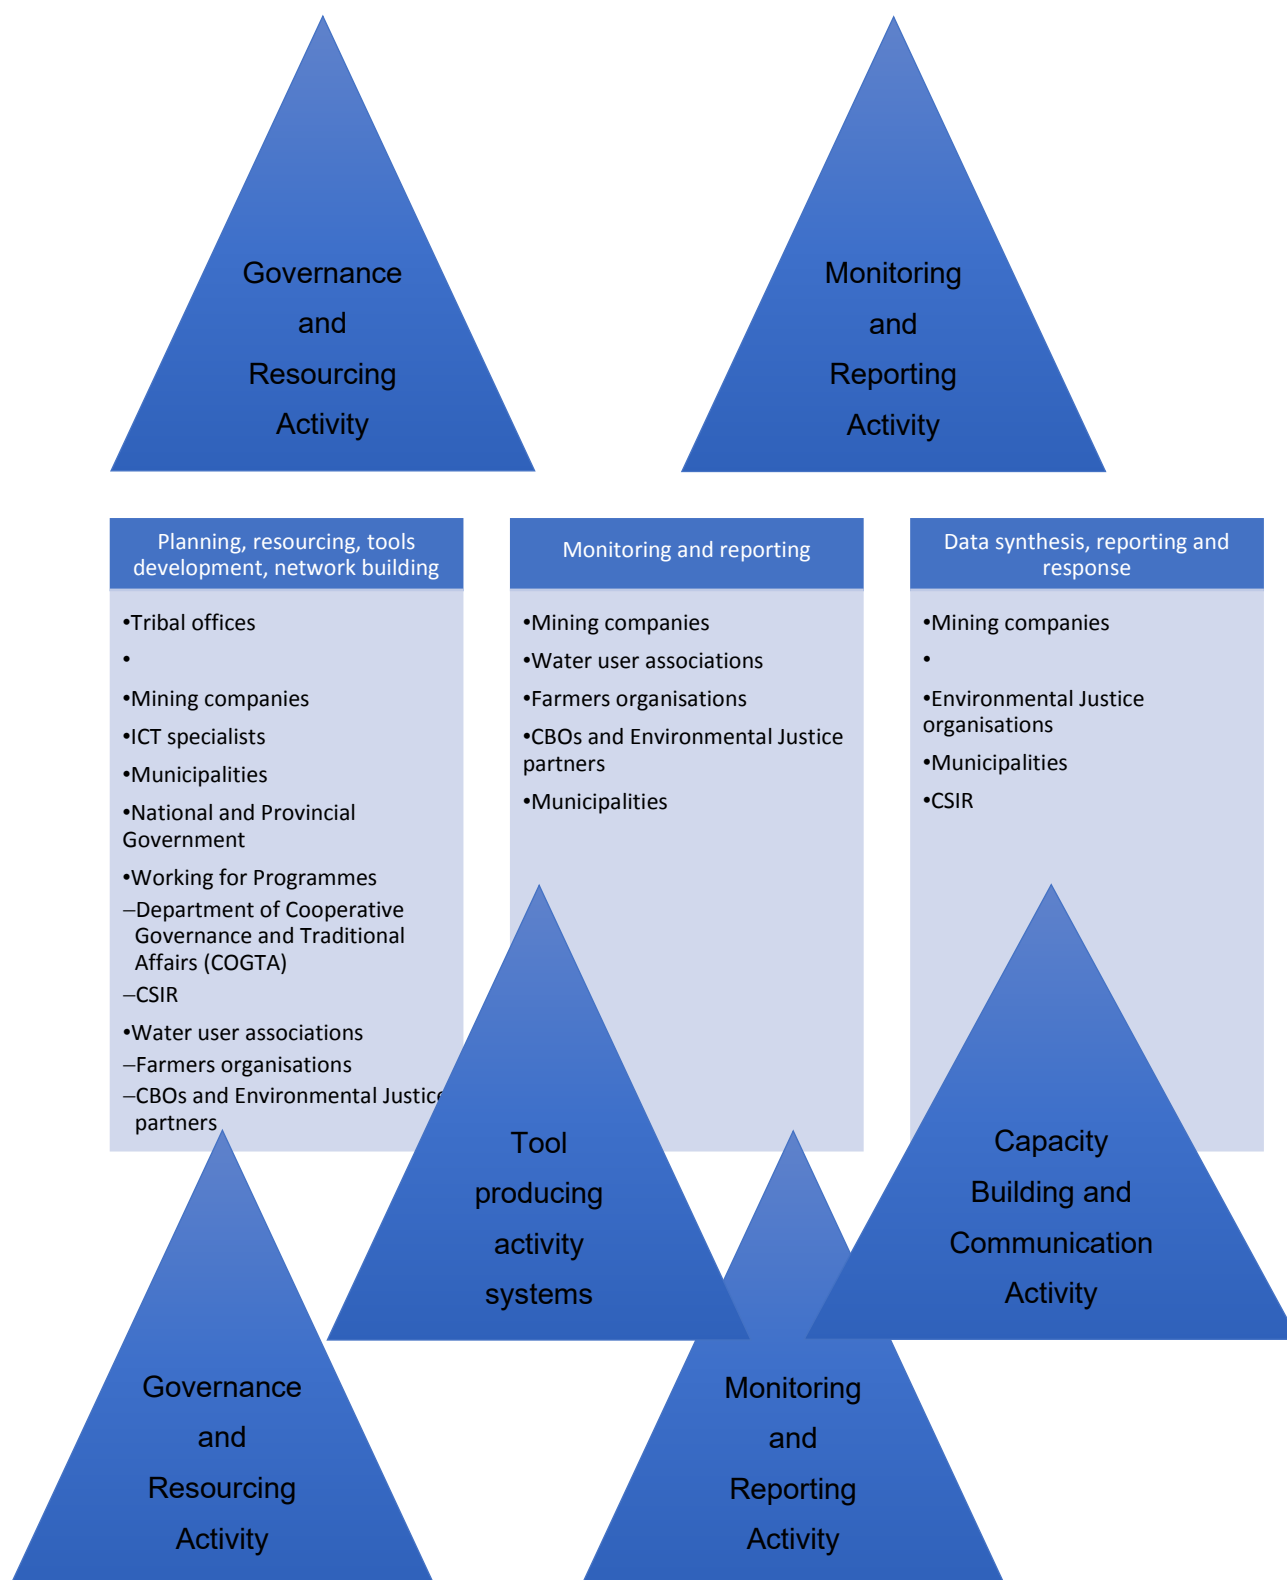 Governance
and
Resourcing
Activity
Monitoring
and
Reporting
Activity
Planning, resourcing, tools
development, network building
•Tribal offices
•
•Mining companies
•ICT specialists
•Municipalities
•National and Provincial
Government
•Working for Programmes
–Department of Cooperative
Governance and Traditional
Affairs (COGTA)
–CSIR
•Water user associations
–Farmers organisations
–CBOs and Environmental Justice
partners
Monitoring and reporting
•Mining companies
•Water user associations
•Farmers organisations
•CBOs and Environmental Justice
partners
•Municipalities
Data synthesis, reporting and
response
•Mining companies
•
•Environmental Justice
organisations
•Municipalities
•CSIR
Tool
producing
activity
systems
Capacity
Building and
Communication
Activity
Governance
and
Resourcing
Activity
Monitoring
and
Reporting
Activity